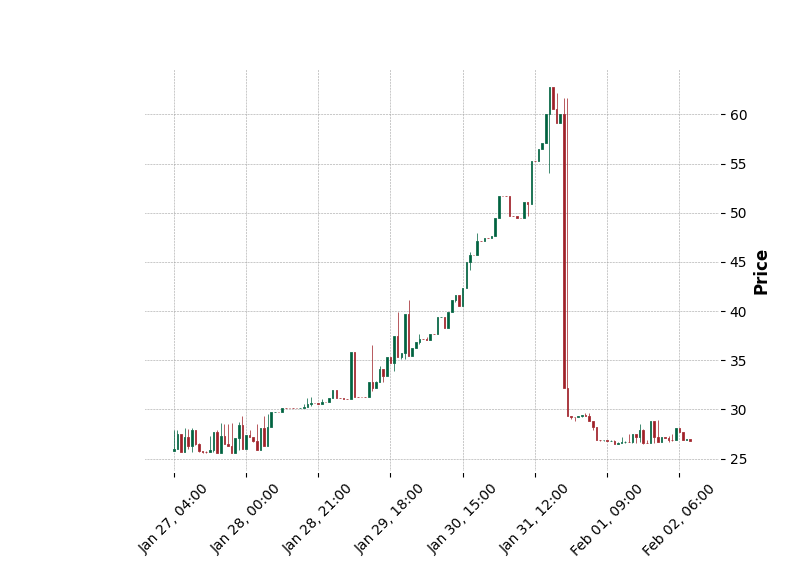 60
55
50
45
40
35
30
25
Price
Jan 27, 04:00
Jan 28, 00:00
Jan 28, 21:00
Jan 29, 18:00
Jan 30, 15:00
Jan 31, 12:00
Feb 01, 09:00
Feb 02, 06:00